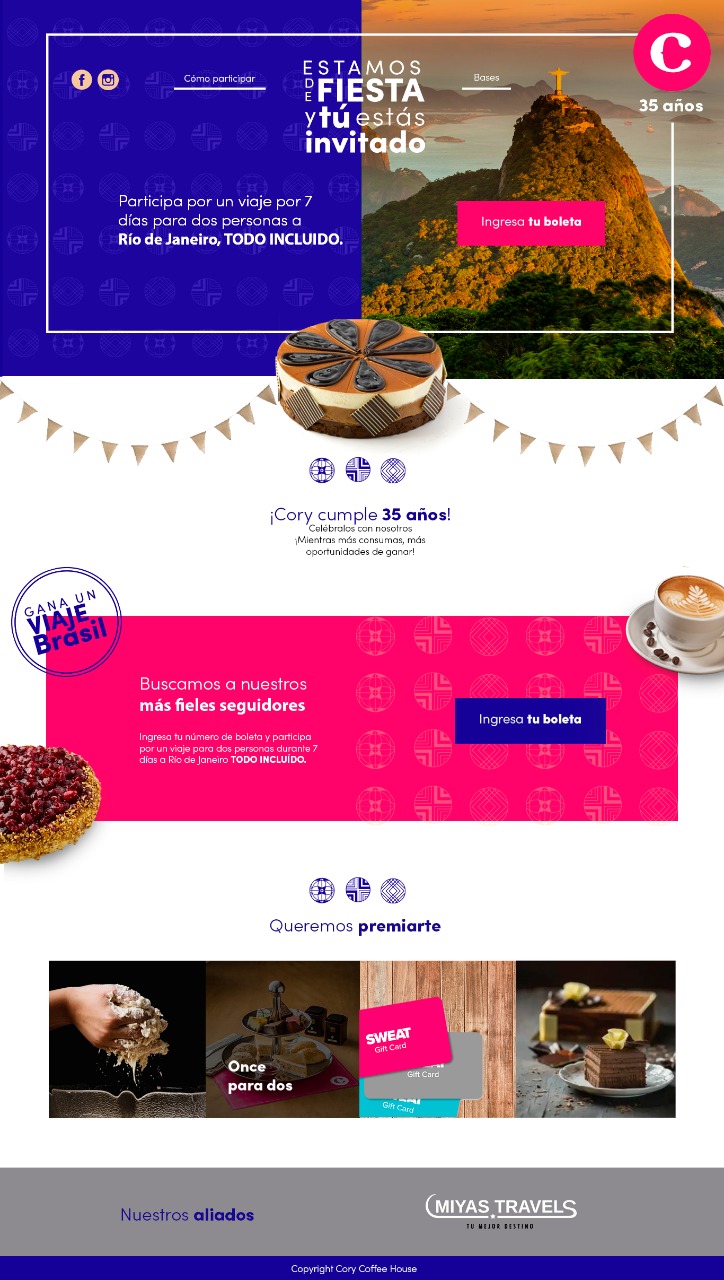 Cómo participar
ESTAMOS
DE FIESTA
y tú estás
invitado
Bases
C
35 años
Participa por un viaje por 7
días para dos personas a
Río de Janeiro, TODO INCLUIDO.
Ingresa tu boleta
¡Cory cumple 35 años!
Celébralos con nosotros
¡Mientras más consumas, más
oportunidades de ganar!
GANA UN
VIAJE
Brasil
Buscamos a nuestros
más fieles seguidores
Ingresa tu número de boleta y participa
por un viaje para dos personas durante 7
días a Río de Janeiro TODO INCLUÍDO.
Ingresa tu boleta
Queremos premiarte
Once
para dos
SWEAT
Gift Card
Gift Card
Gift Card
Nuestros aliados
MIYAS TRAVELS
TU MEJOR DESTINO
Copyright Cory Coffee House